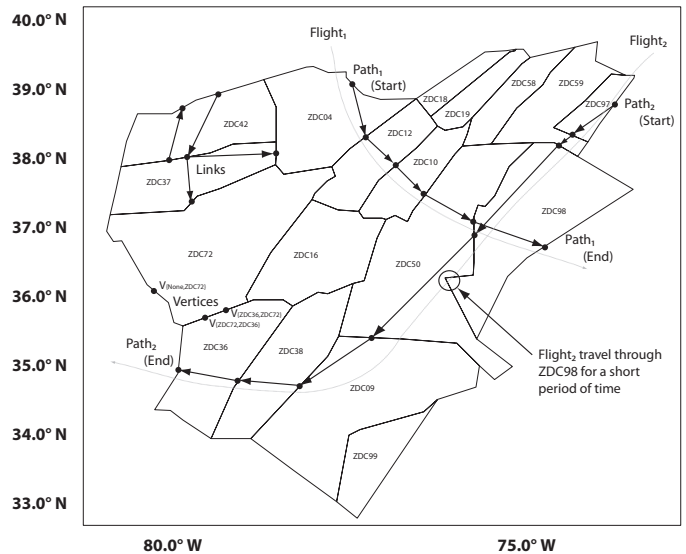 40.0° N
39.0° N
38.0° N
37.0° N
36.0° N
35.0° N
34.0° N
33.0° N
80.0° W
75.0° W
Flight₁
Flight₂
Path₁
(Start)
Path₂
(Start)
ZDC18
ZDC58
ZDC59
ZDC97
ZDC19
ZDC04
ZDC42
ZDC12
ZDC10
Links
ZDC37
ZDC98
Path₁
(End)
ZDC72
ZDC16
ZDC50
V(None,ZDC72)
Vertices
V(ZDC36,ZDC72)
V(ZDC72,ZDC36)
Path₂
(End)
ZDC36
ZDC38
ZDC09
Flight₂ travel through
ZDC98 for a short
period of time
ZDC99